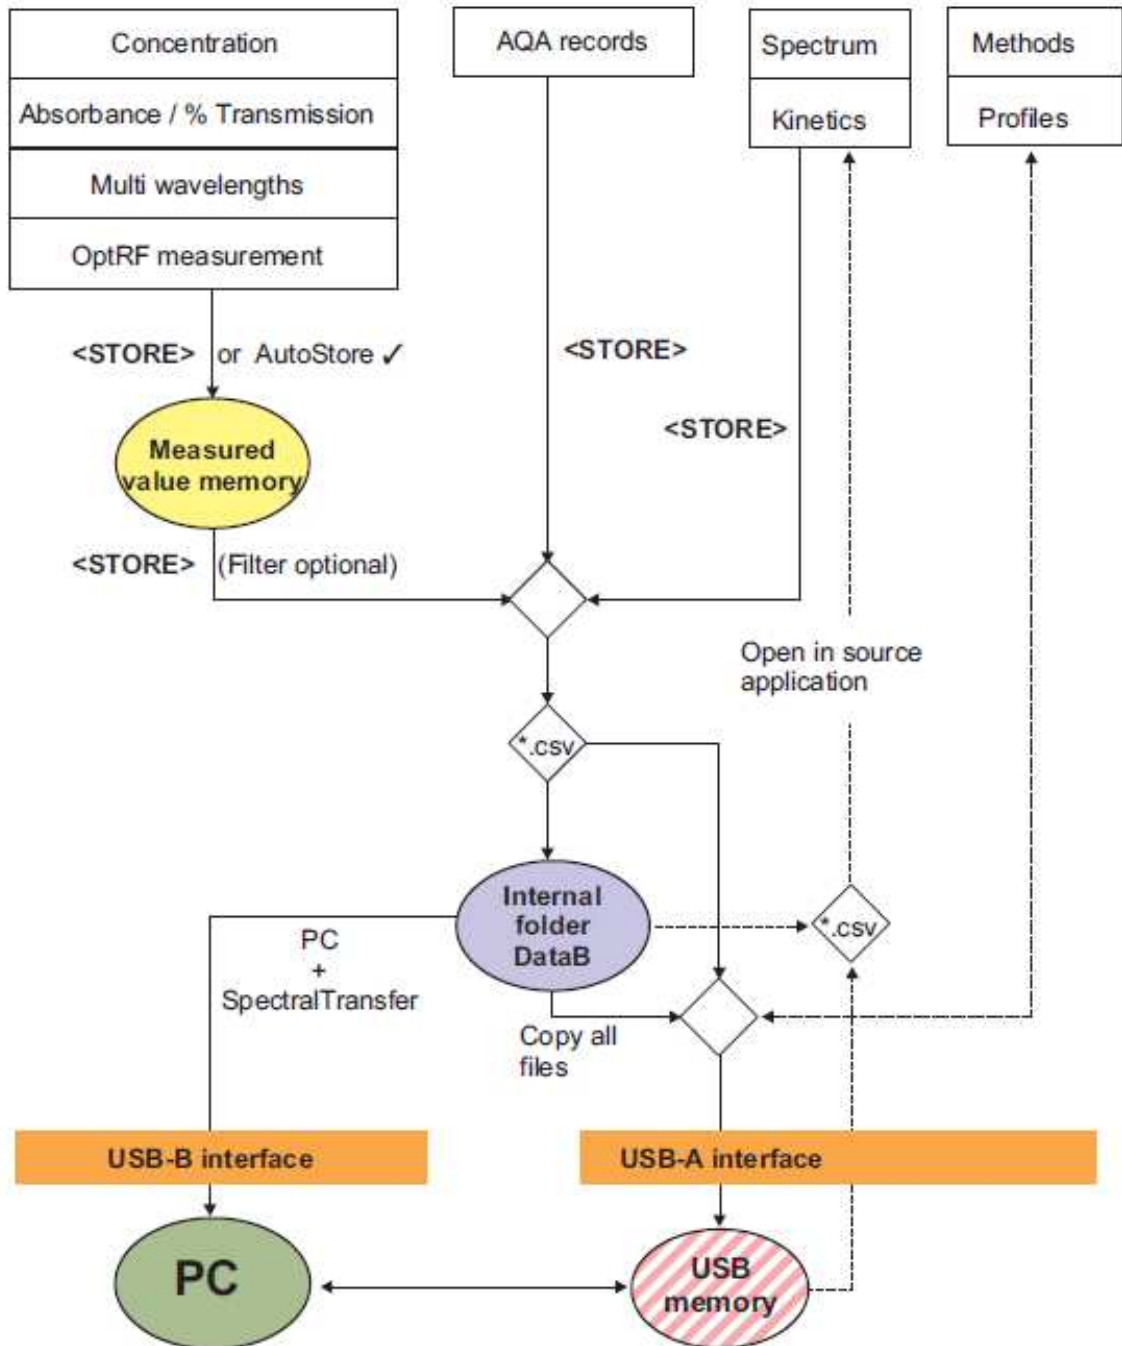 Concentration
Absorbance / % Transmission
Multi wavelengths
OptRF measurement
AQA records
Spectrum
Kinetics
Methods
Profiles
<STORE> or AutoStore ✓
<STORE>
<STORE>
Measured
value memory
<STORE> (Filter optional)
Open in source
application
*.csv
Internal
folder
DataB
*.csv
PC
+
SpectralTransfer
Copy all
files
USB-B interface
USB-A interface
PC
USB
memory